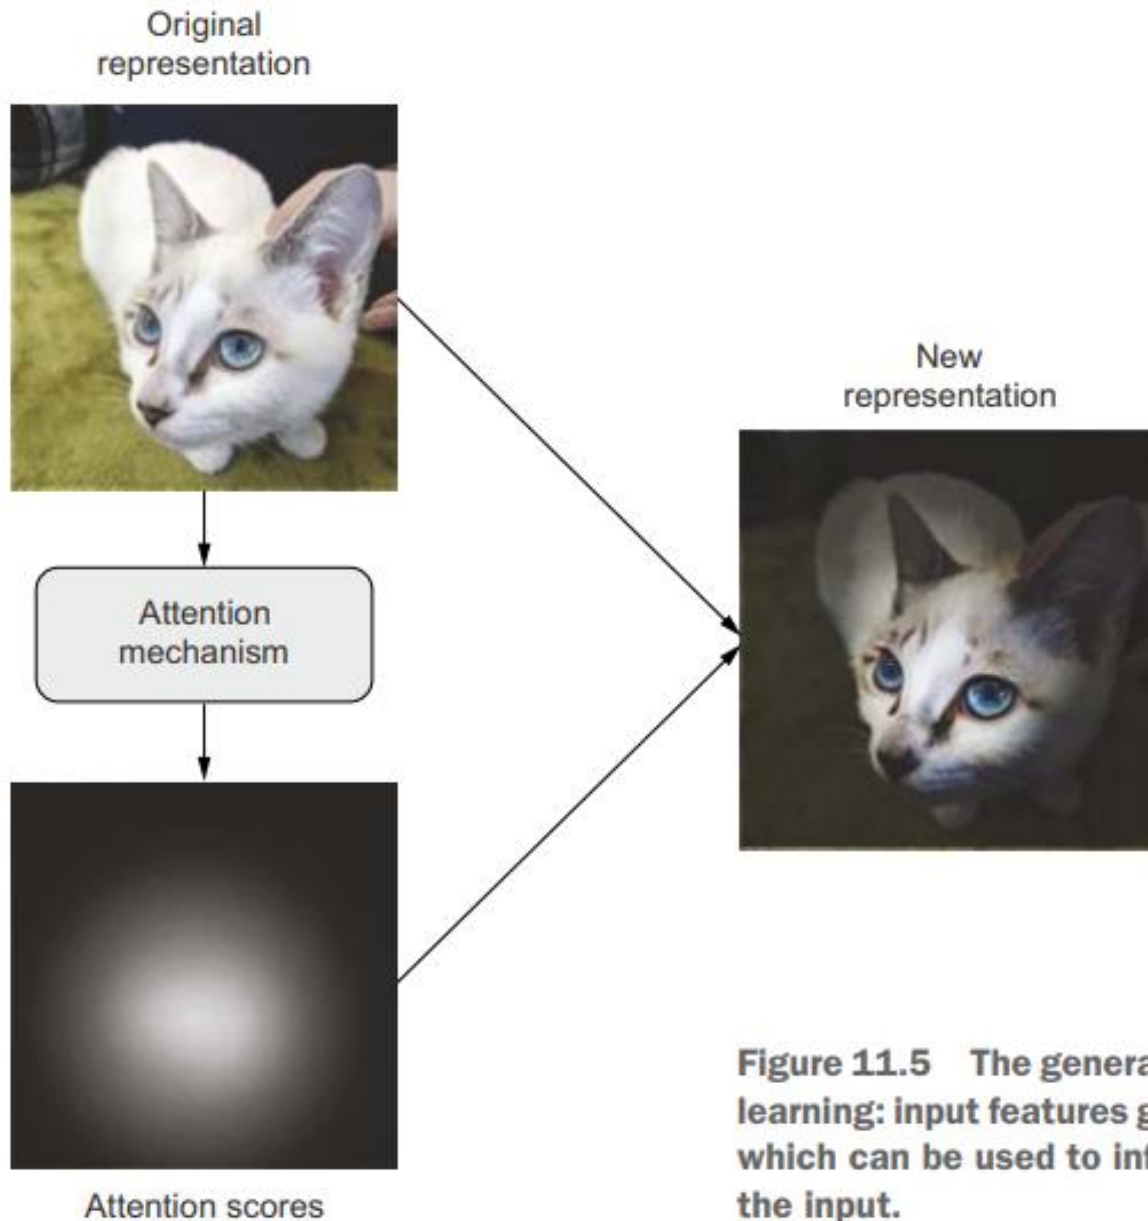 Original
representation
New
representation
Attention
mechanism
Attention scores
Figure 11.5 The genera
learning: input features g
which can be used to inf
the input.